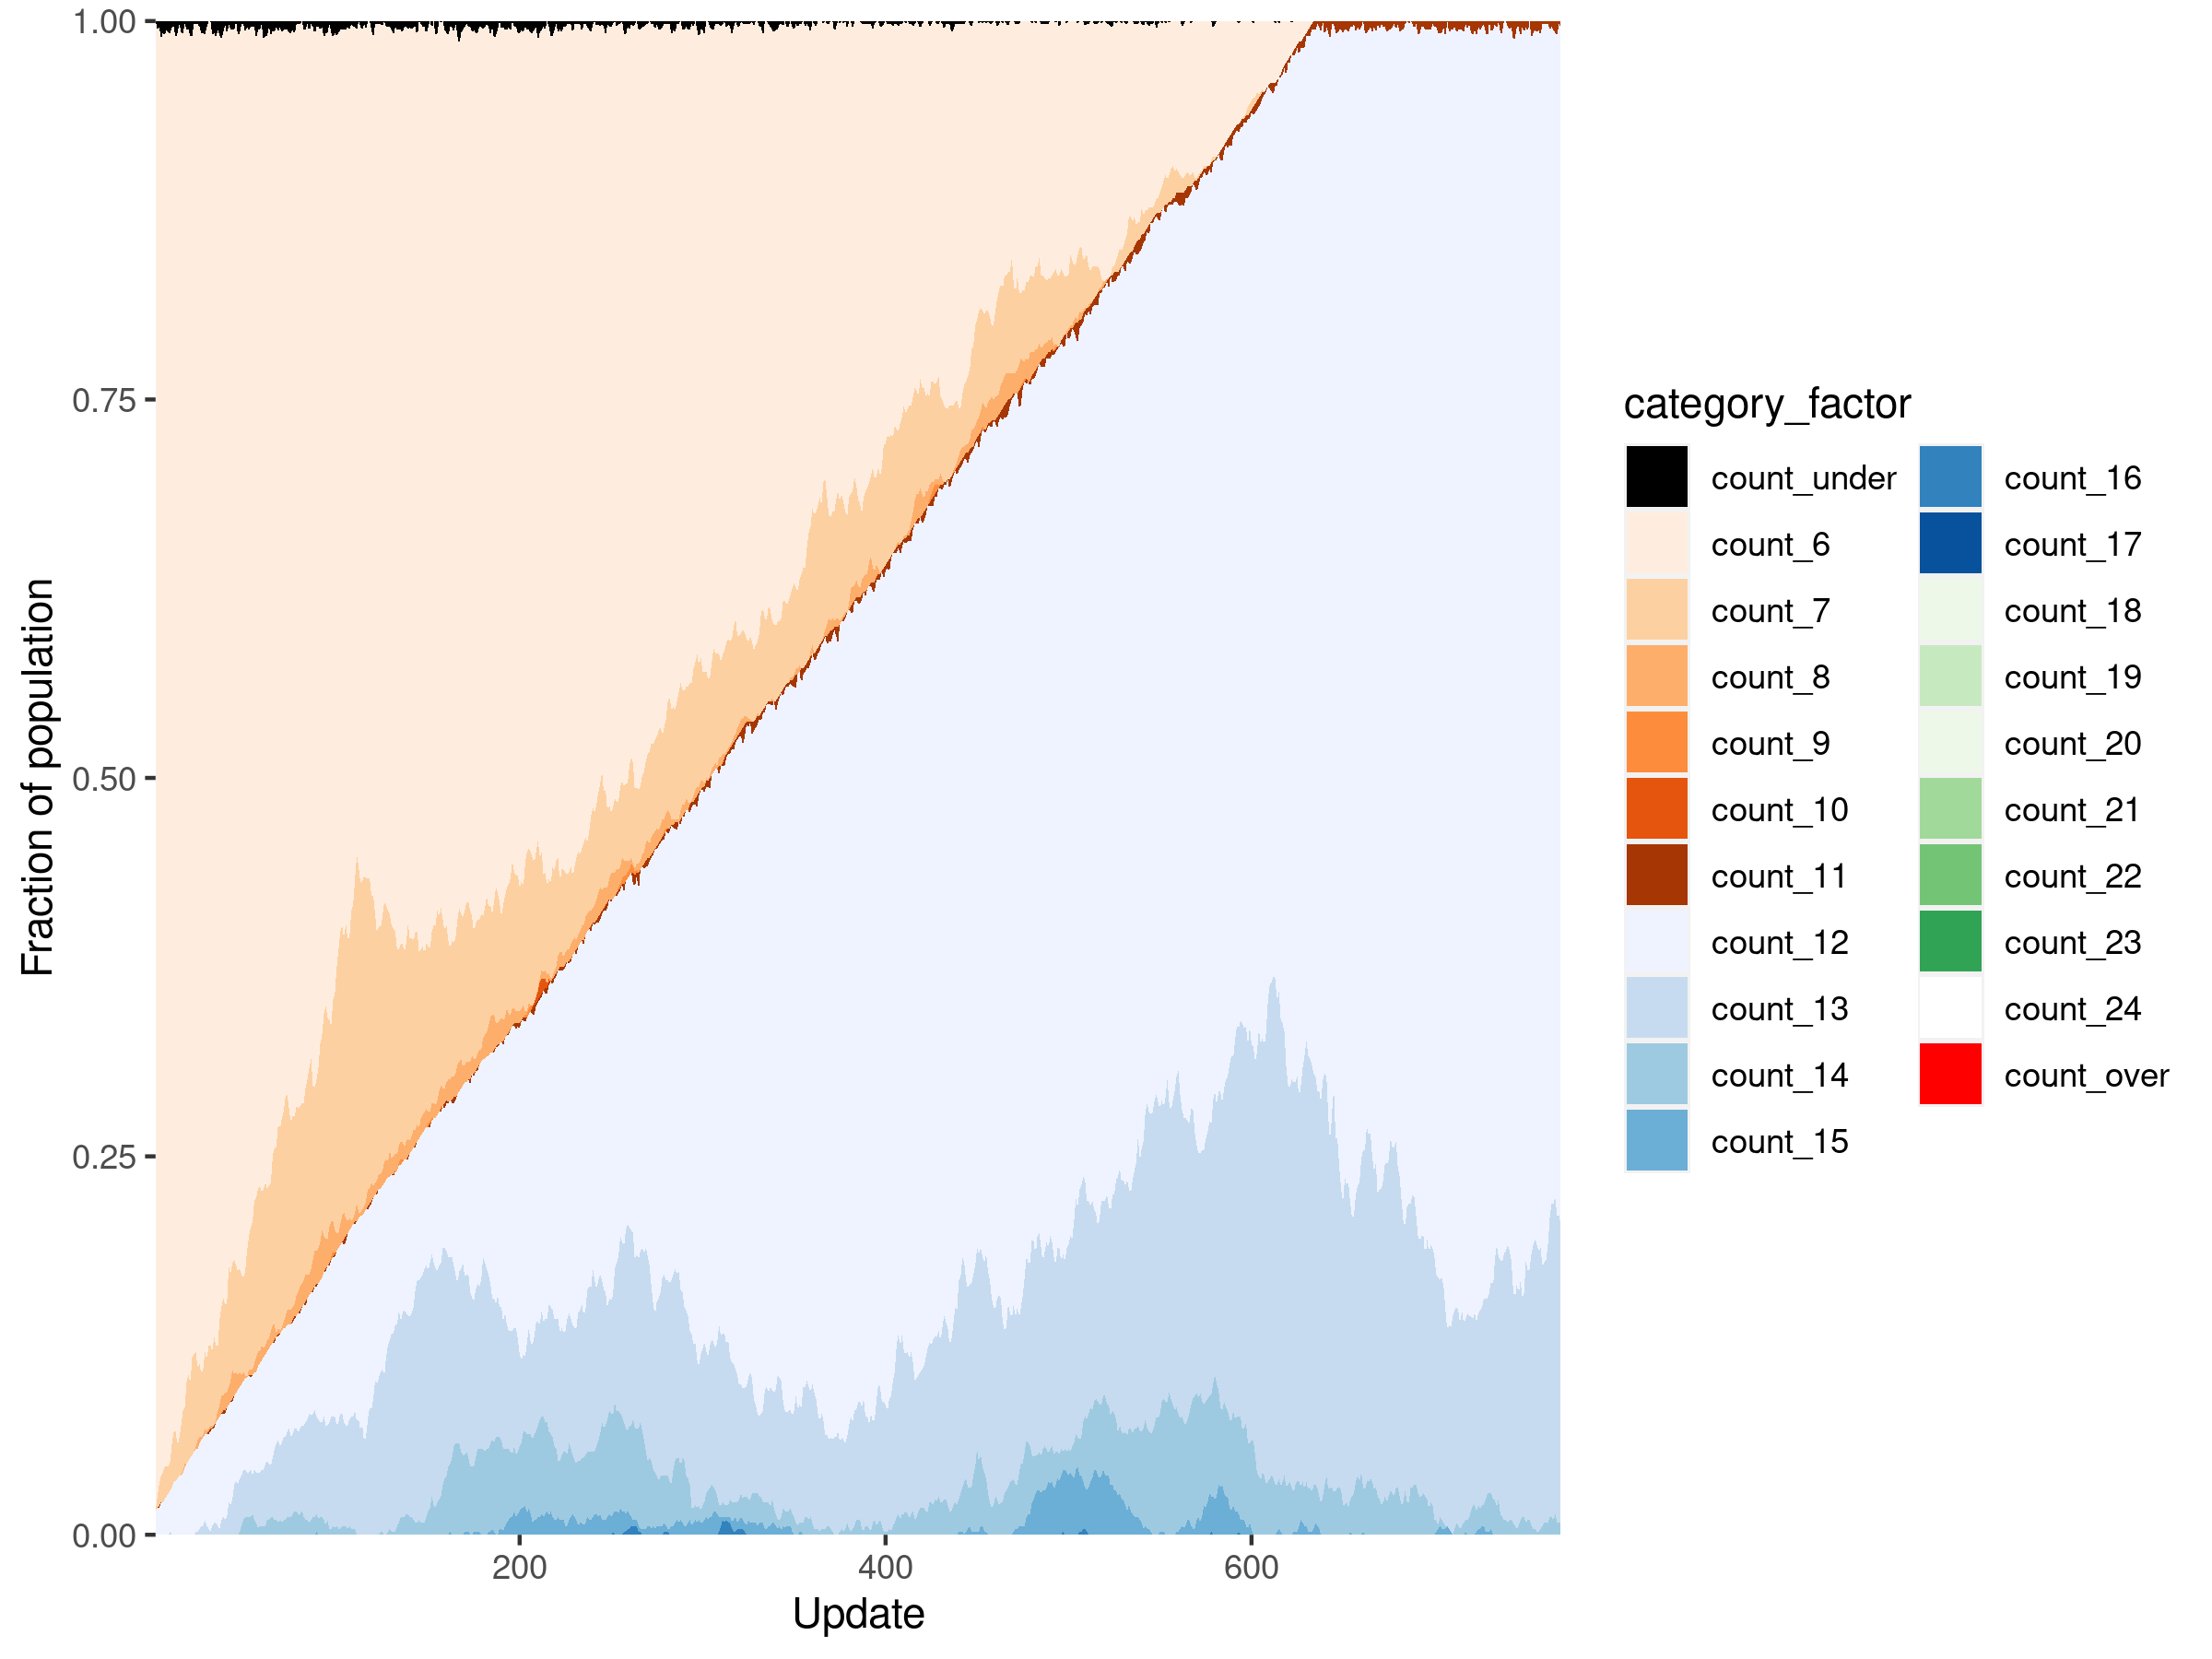 Fraction of population
1.00
0.75
0.50
0.25
0.00
200
400
600
Update
category_factor
count_under
count_6
count_7
count_8
count_9
count_10
count_11
count_12
count_13
count_14
count_15
count_16
count_17
count_18
count_19
count_20
count_21
count_22
count_23
count_24
count_over